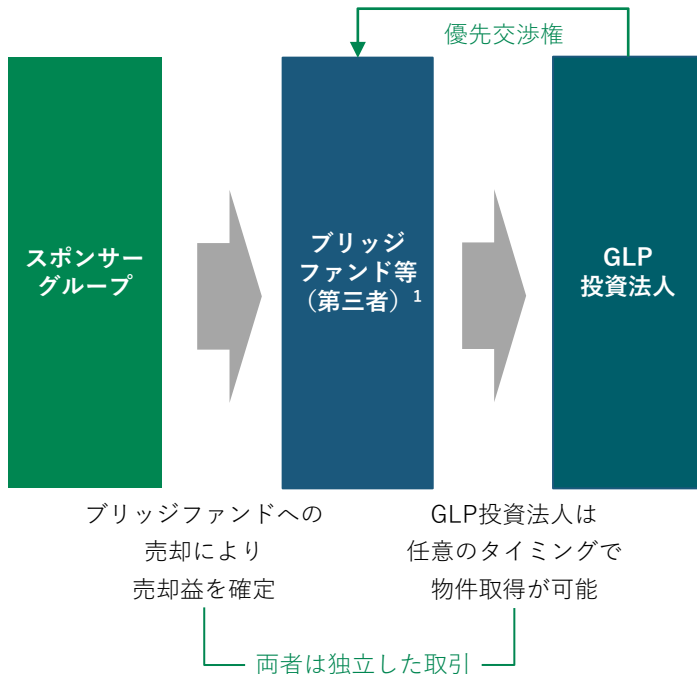 優先交渉権
スポンサー
グループ
ブリッジ
ファンド等
（第三者）1
GLP
投資法人
ブリッジファンドへの
売却により
売却益を確定
GLP投資法人は
任意のタイミングで
物件取得が可能
両者は独立した取引